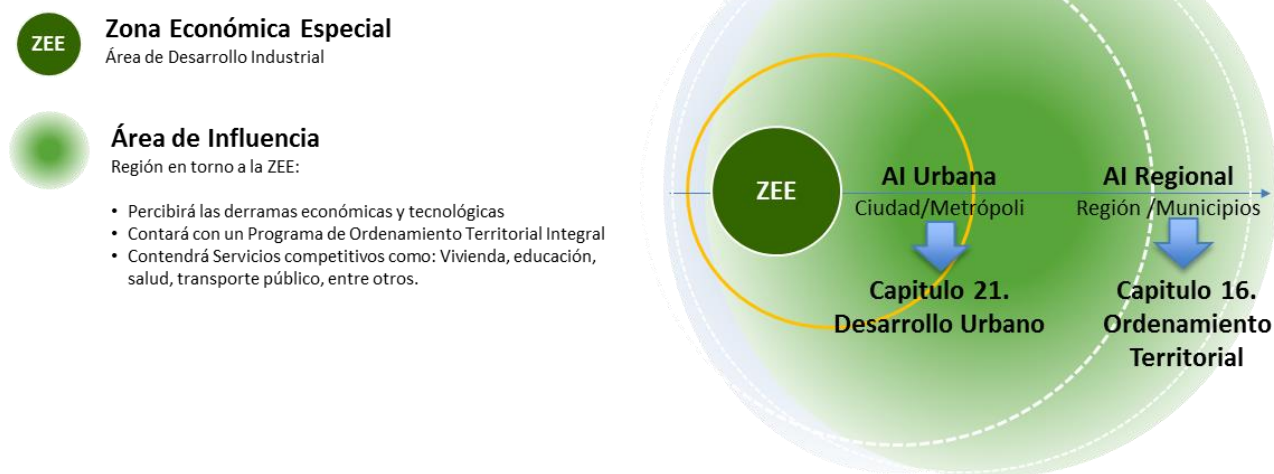 ZEE
Zona Económica Especial
Área de Desarrollo Industrial
Área de Influencia
Región en torno a la ZEE:
• Percibirá las derramas económicas y tecnológicas
• Contará con un Programa de Ordenamiento Territorial Integral
• Contendrá Servicios competitivos como: Vivienda, educación,
salud, transporte público, entre otros.
ZEE
AI Urbana
Ciudad/Metrópoli
Capitulo 21.
Desarrollo Urbano
AI Regional
Región /Municipios
Capitulo 16.
Ordenamiento
Territorial